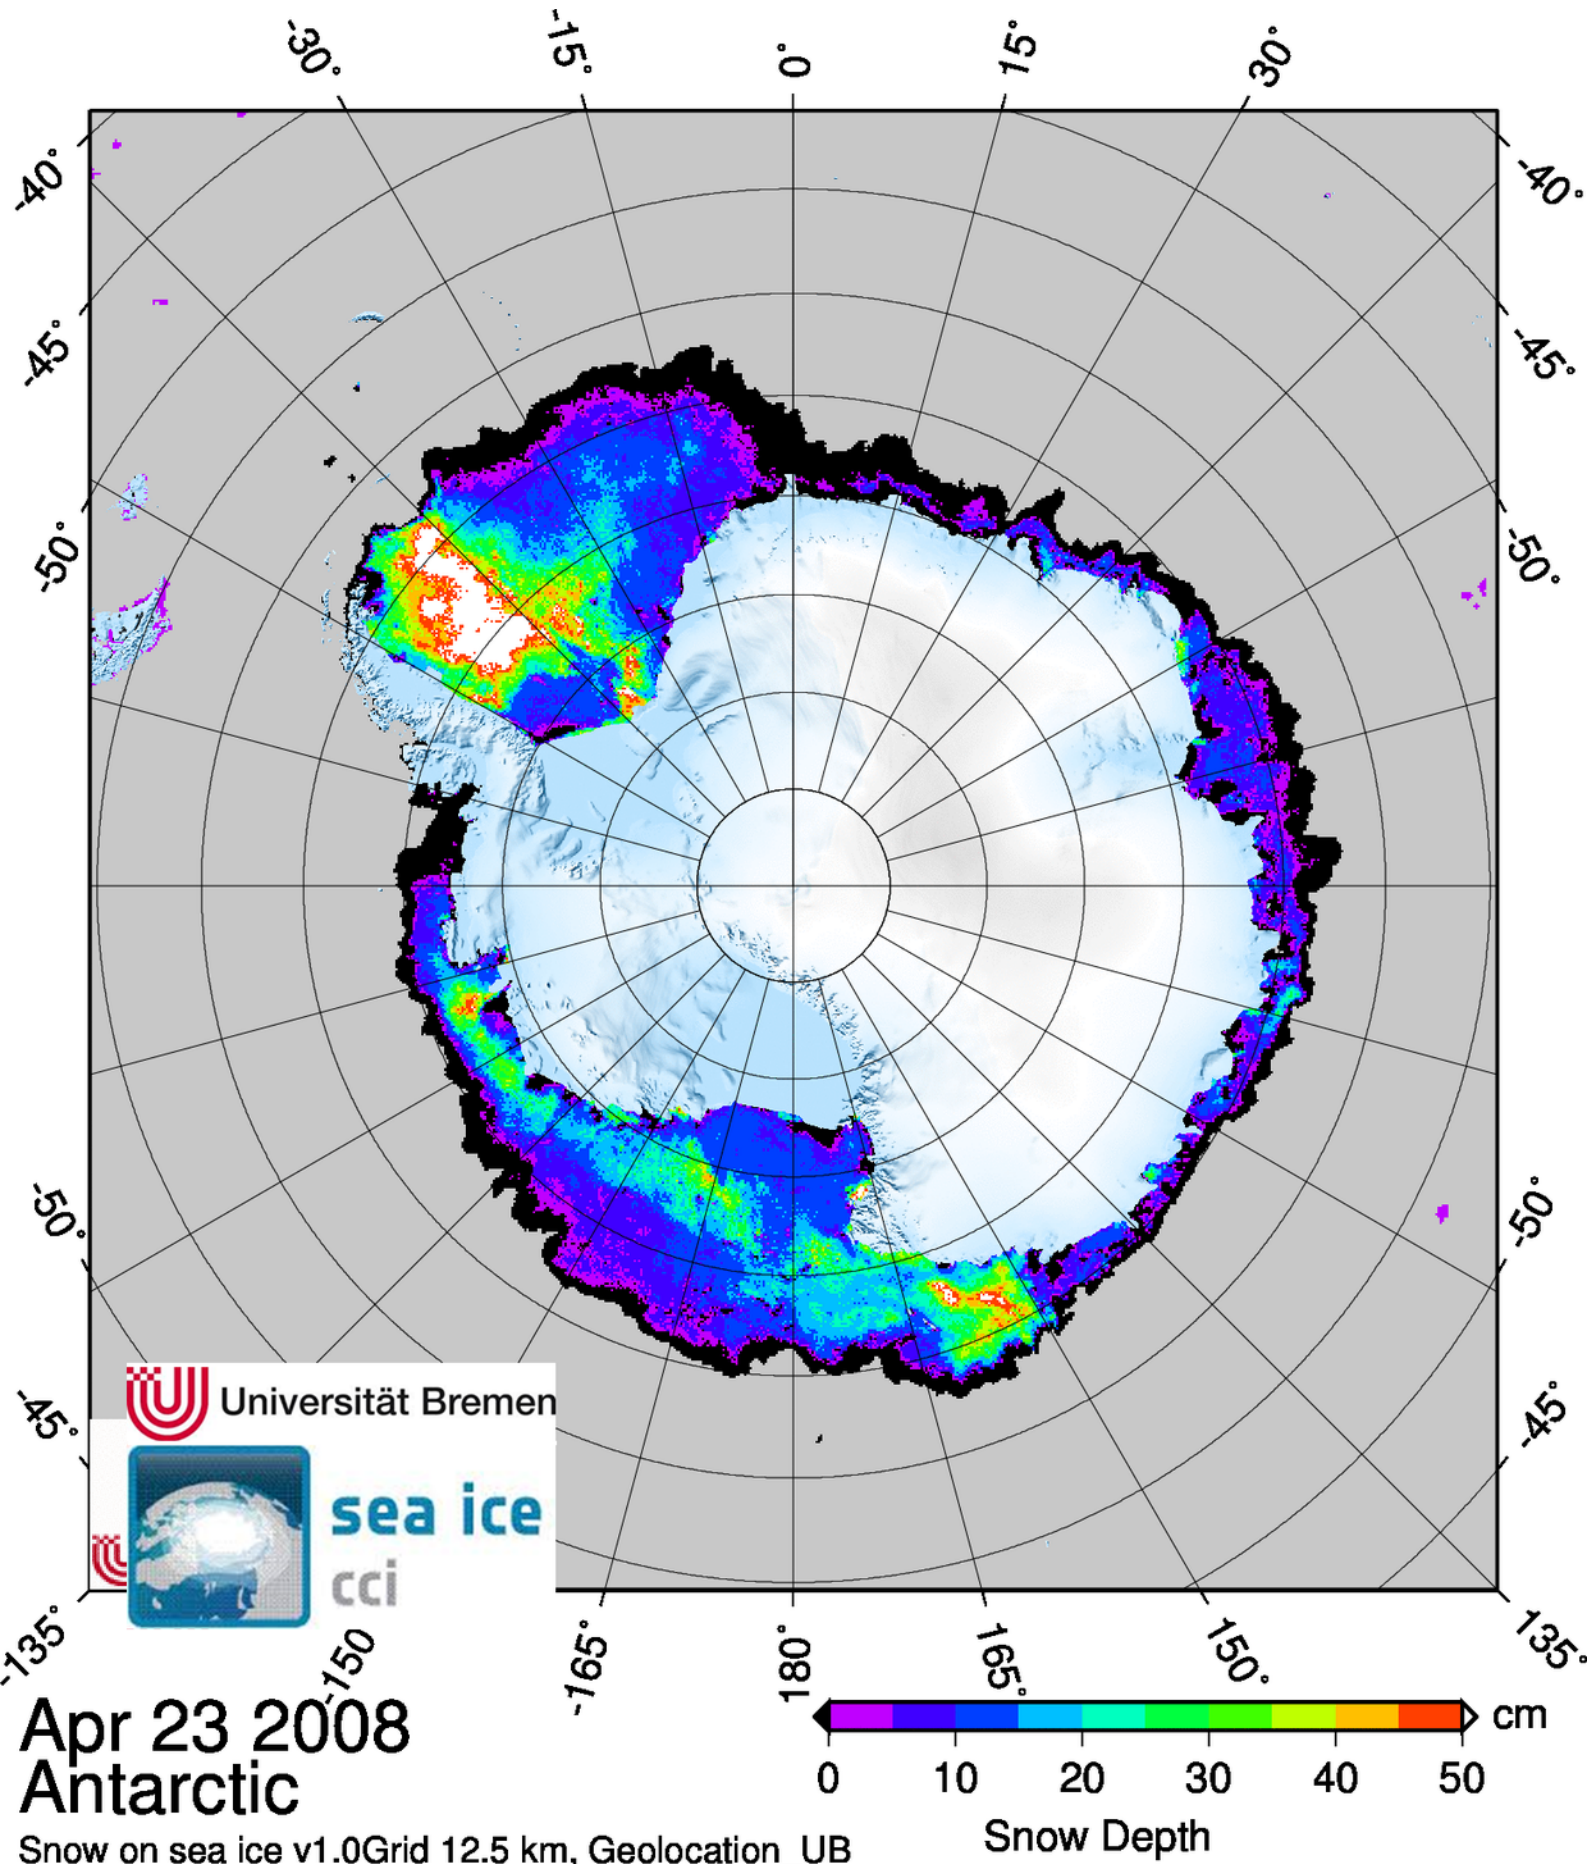 -30°
-15°
0°
15°
30°
-40°
-40°
-45°
-45°
-50°
-50°
-50°
-50°
-45°
-45°
Universität Bremen
sea ice
cci
-135°
-150
-165°
180°
165°
150°
135°
Apr 23 2008
Antarctic
Snow on sea ice v1.0Grid 12.5 km, Geolocation UB
cm
0 10 20 30 40 50
Snow Depth